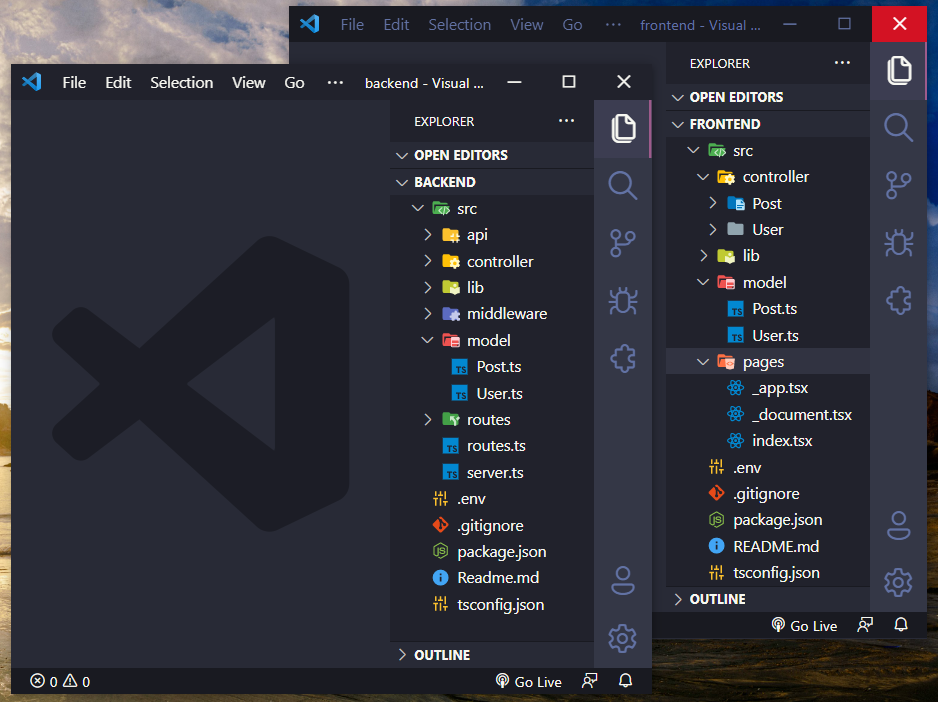 File Edit Selection View Go ··· frontend - Visual ...
EXPLORER ···
OPEN EDITORS
FRONTEND
src
controller
Post
User
lib
model
Post.ts
User.ts
pages
_app.tsx
_document.tsx
index.tsx
.env
.gitignore
package.json
README.md
tsconfig.json
OUTLINE
Go Live
File Edit Selection View Go ··· backend - Visual ...
EXPLORER ···
OPEN EDITORS
BACKEND
src
api
controller
lib
middleware
model
TS Post.ts
TS User.ts
routes
TS routes.ts
TS server.ts
.env
.gitignore
package.json
Readme.md
tsconfig.json
OUTLINE
0 0 Go Live